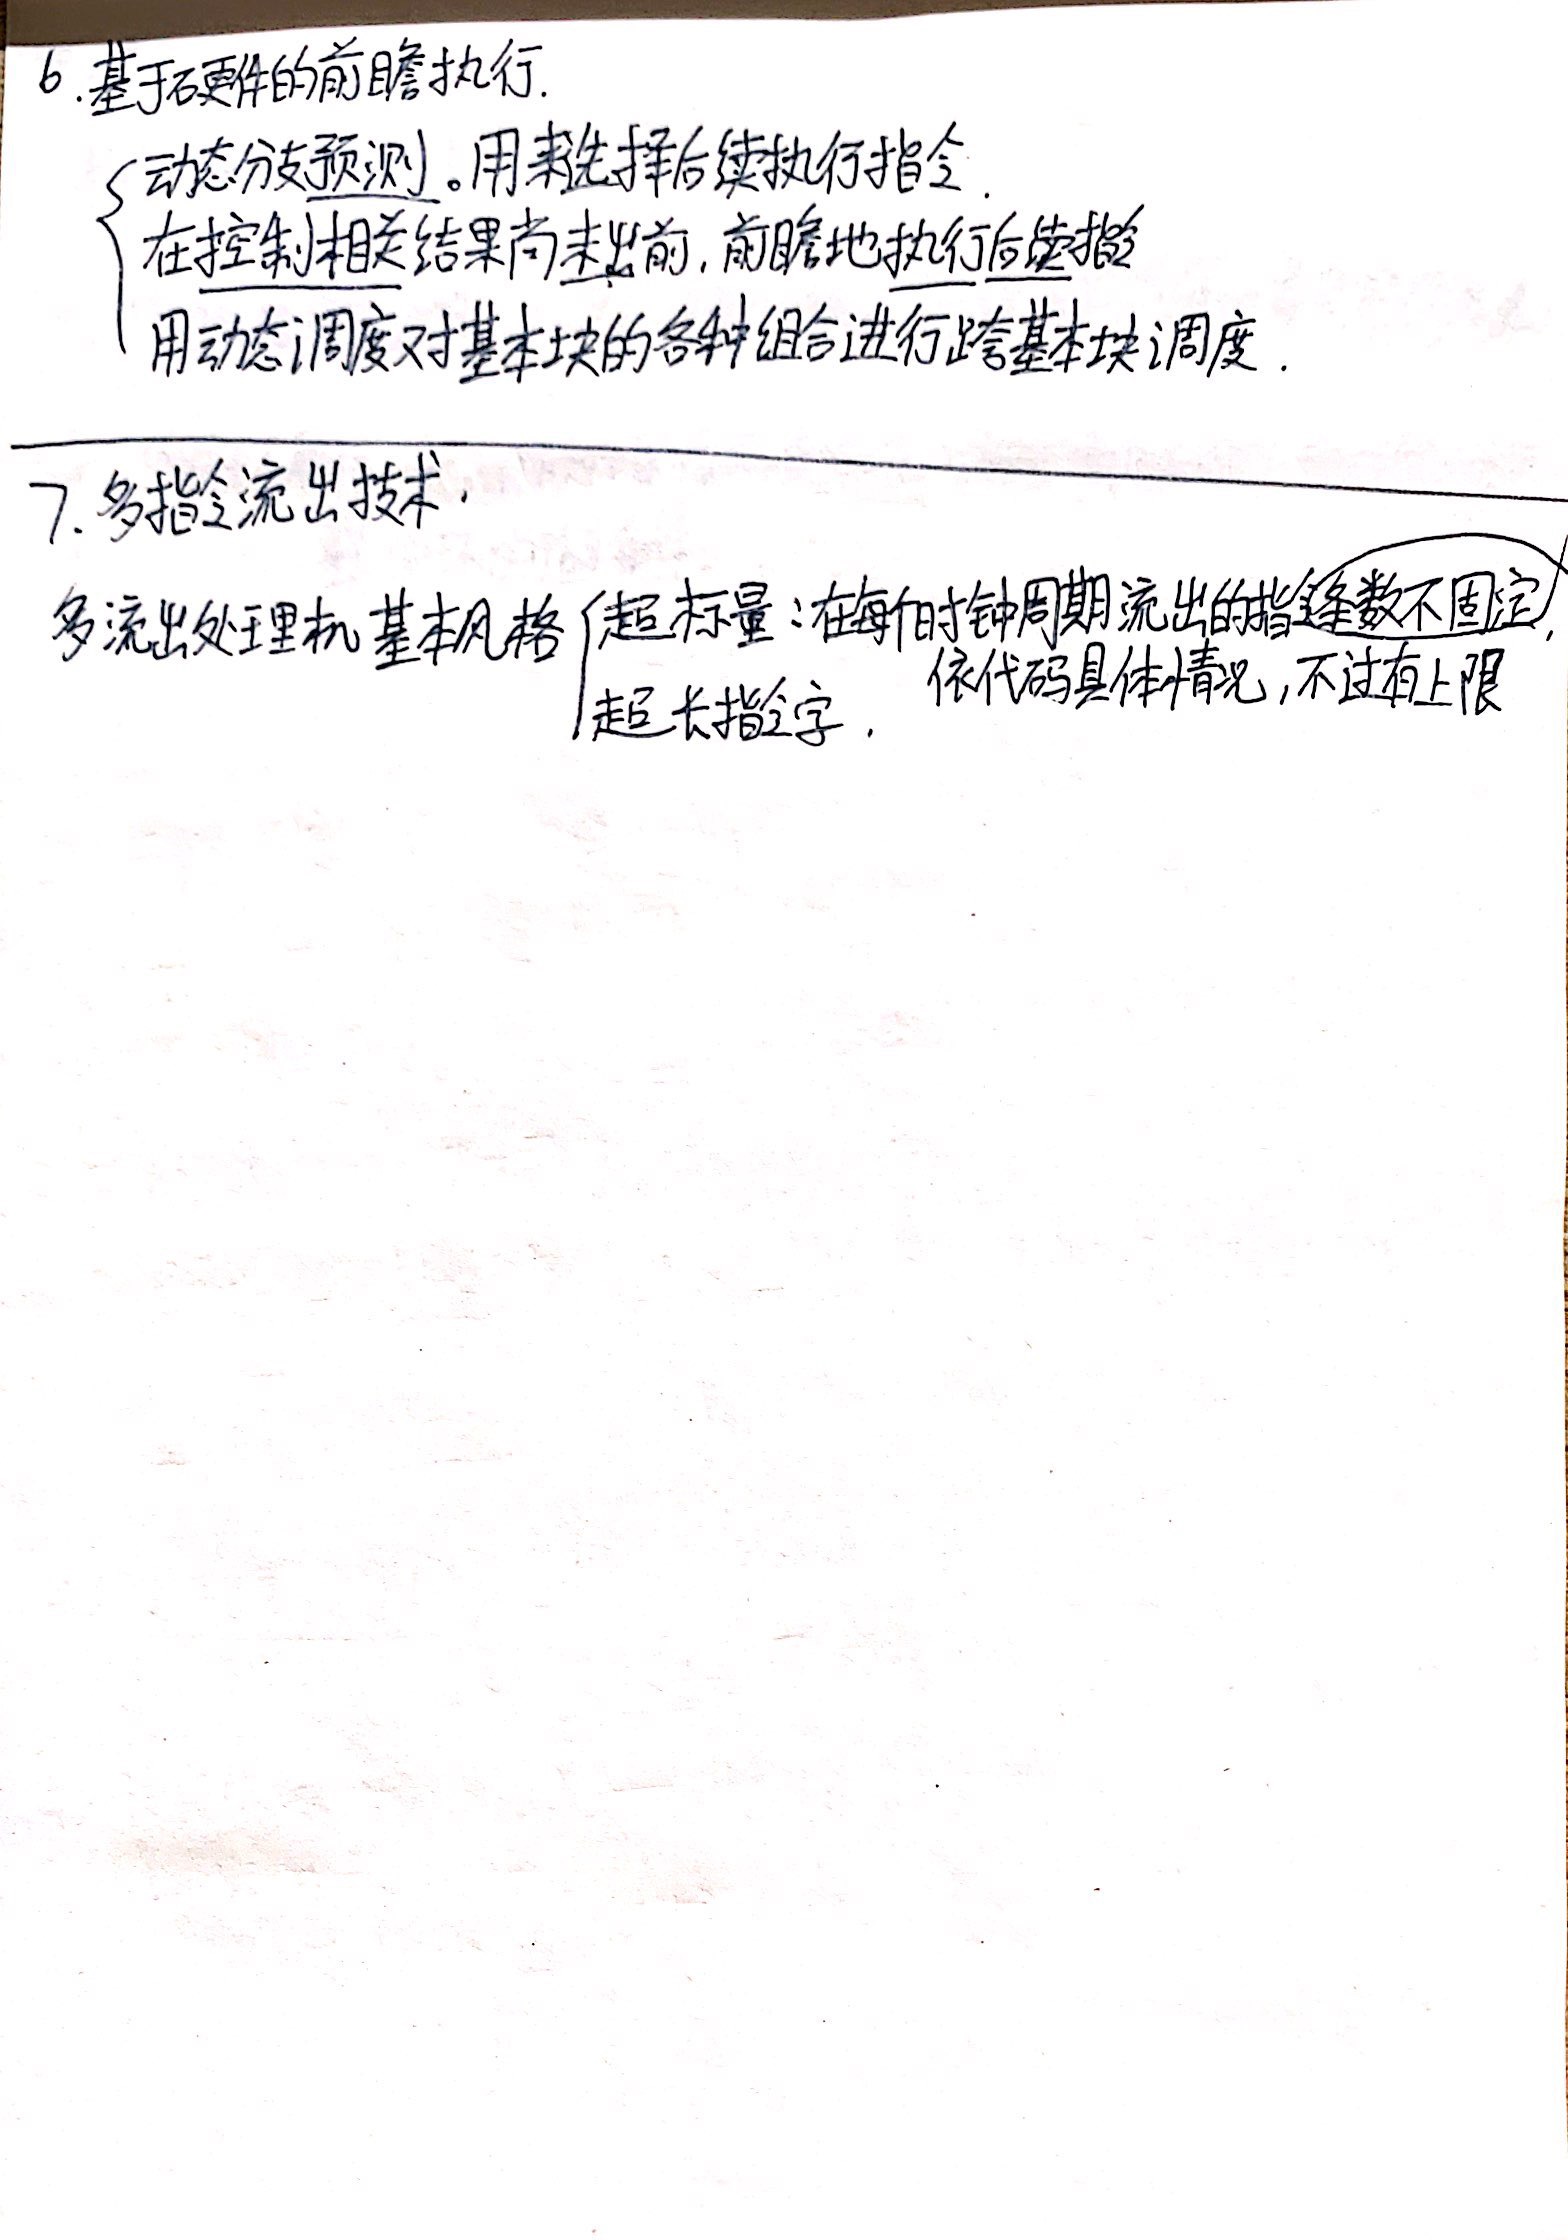 6.基于硬件的前瞻执行.
动态分支预测。用来选择后续执行指令.
在控制相关结果尚未出前,前瞻地执行后续指令
用动态调度对基本块的各种组合进行跨基本块调度.
7.多指令流出技术.
多流出处理机基本风格 超标量:在每个时钟周期流出的指令条数不固定,
依代码具体情况,不过有上限
超长指令字.